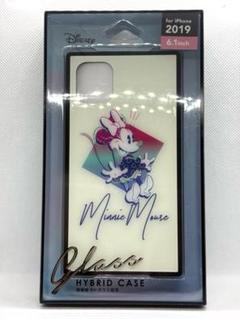 Disney
for iPhone
2019
6.1inch
Minnie Mouse
Glass
HYBRID CASE